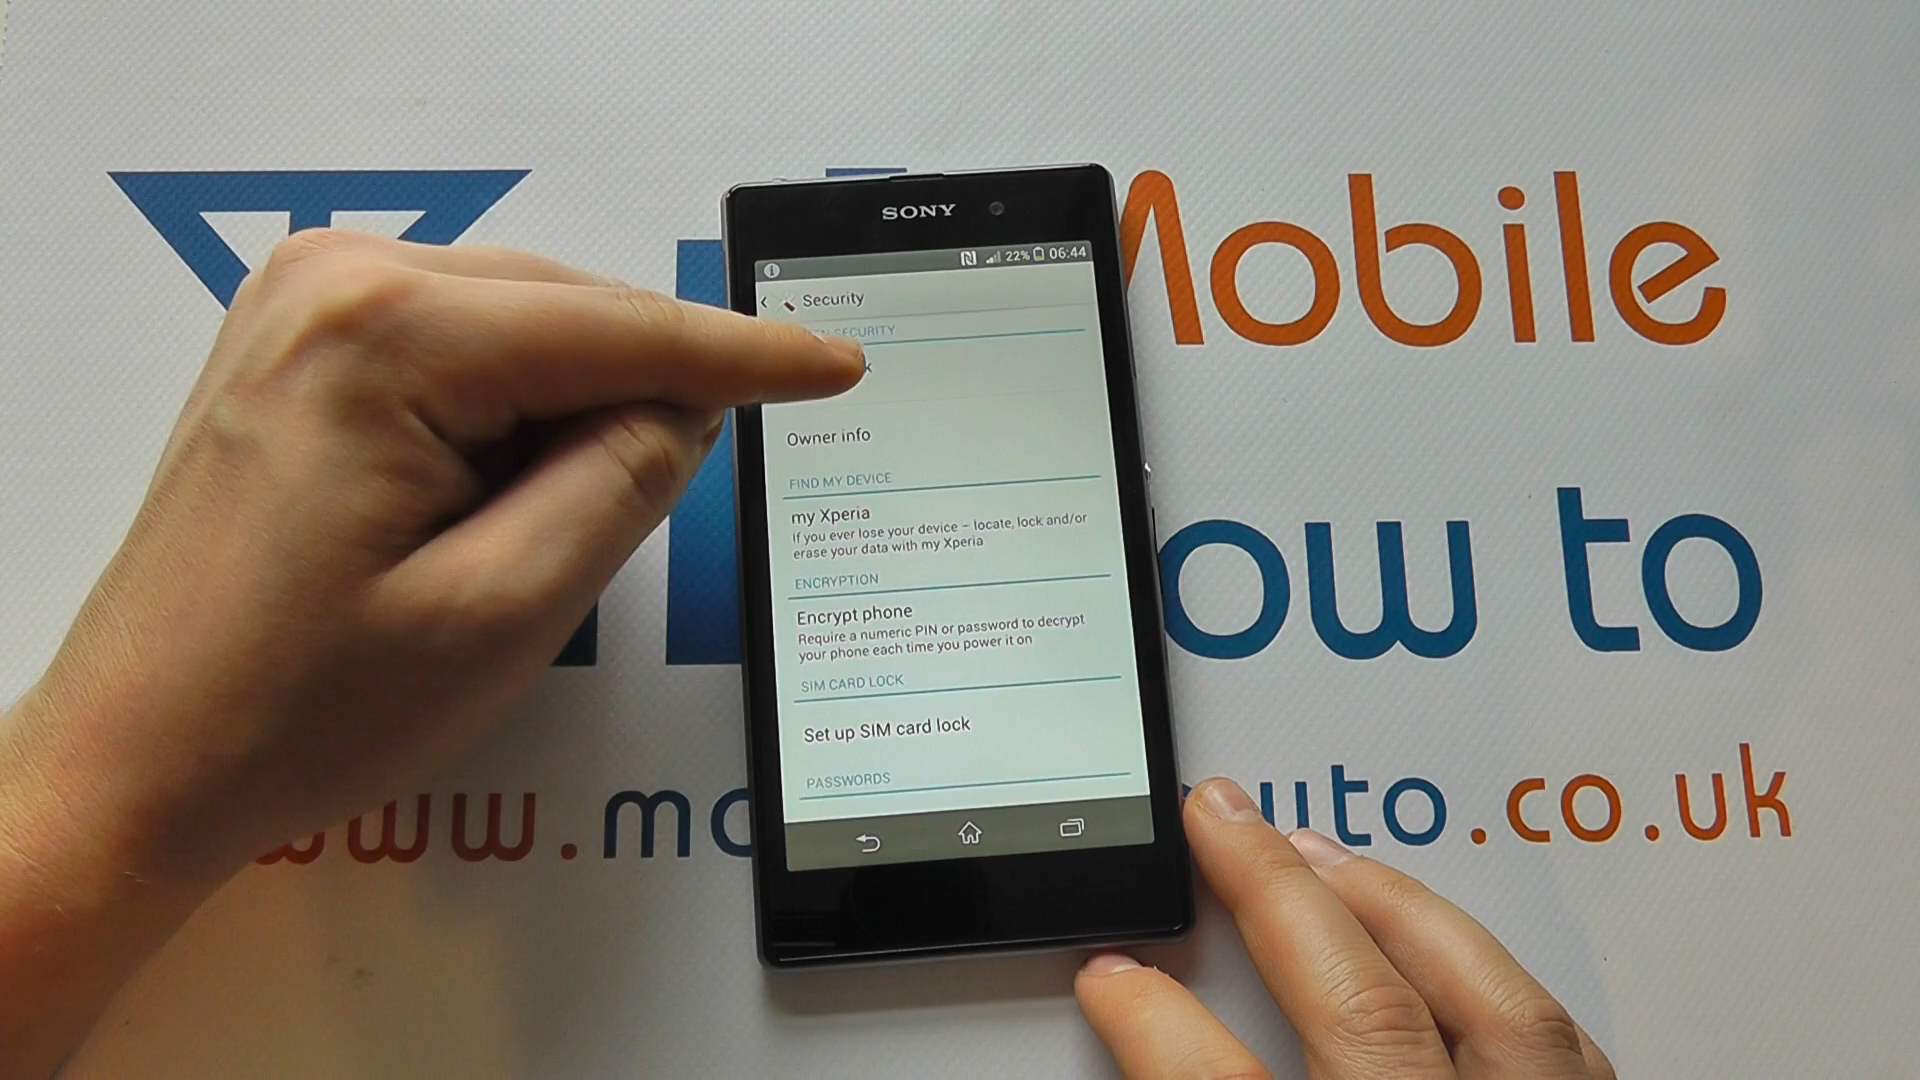 Mobile
SONY
22% 06:44
Security
SECURITY
Owner info
FIND MY DEVICE
my Xperia
If you ever lose your device – locate, lock and/or
erase your data with my Xperia
ENCRYPTION
Encrypt phone
Require a numeric PIN or password to decrypt
your phone each time you power it on
SIM CARD LOCK
Set up SIM card lock
PASSWORDS
ow to
www.mo uto.co.uk